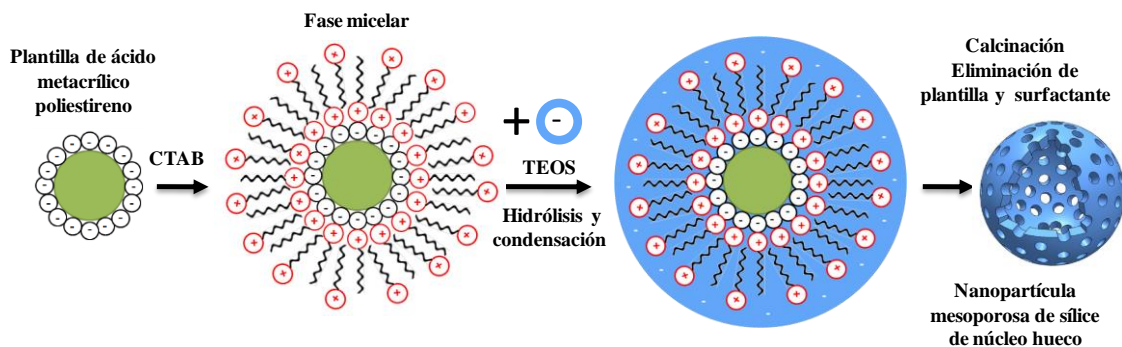 Plantilla de ácido
metacrílico
poliestireno
CTAB
Fase micelar
+
-
TEOS
Hidrólisis y
condensación
Calcinación
Eliminación de
plantilla y surfactante
Nanopartícula
mesoporosa de sílice
de núcleo hueco